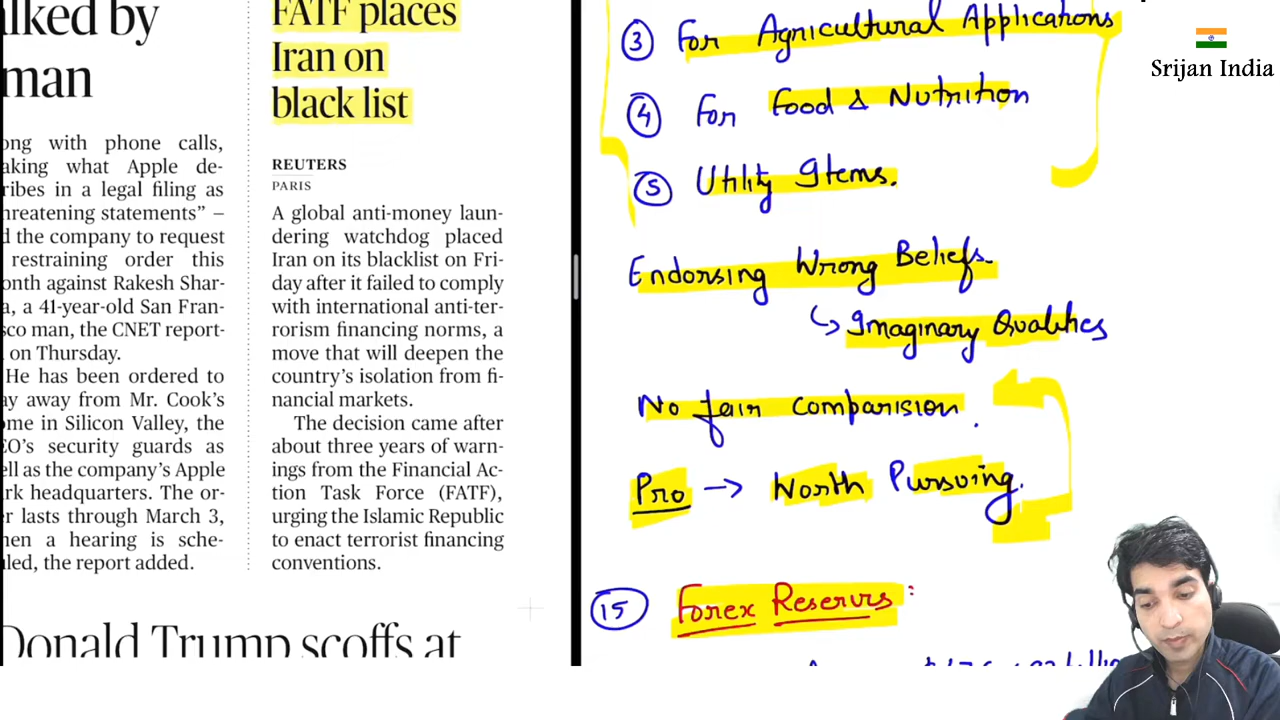 alked by
man
ong with phone calls,
aking what Apple de-
ribes in a legal filing as
hreatening statements” –
d the company to request
restraining order this
onth against Rakesh Shar-
a, a 41-year-old San Fran-
sco man, the CNET report-
on Thursday.
He has been ordered to
ay away from Mr. Cook’s
ome in Silicon Valley, the
EO’s security guards as
ell as the company’s Apple
rk headquarters. The or-
er lasts through March 3,
hen a hearing is sche-
uled, the report added.
FATF places
Iran on
black list
REUTERS
PARIS
A global anti-money laun-
dering watchdog placed
Iran on its blacklist on Fri-
day after it failed to comply
with international anti-ter-
rorism financing norms, a
move that will deepen the
country’s isolation from fi-
nancial markets.
The decision came after
about three years of warn-
ings from the Financial Ac-
tion Task Force (FATF),
urging the Islamic Republic
to enact terrorist financing
conventions.
Donald Trump scoffs at
③ For Agricultural Applications
④ For Food & Nutrition
⑤ Utility Items.
Endorsing Wrong Beliefs.
↳ Imaginary Qualities
No fair comparision.
Pro → Worth Pursuing.
⑮ Forex Reservs :
Srijan India